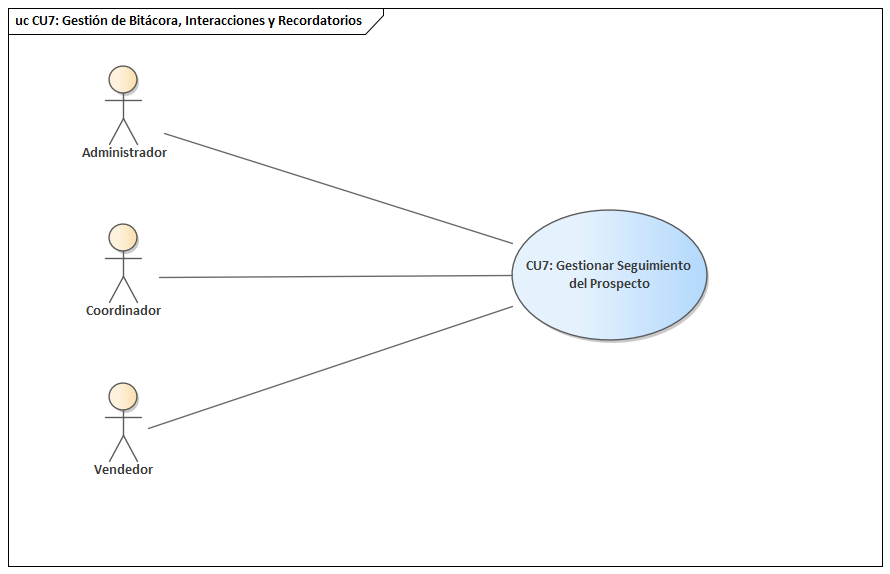 uc CU7: Gestión de Bitácora, Interacciones y Recordatorios
Administrador
Coordinador
CU7: Gestionar Seguimiento
del Prospecto
Vendedor